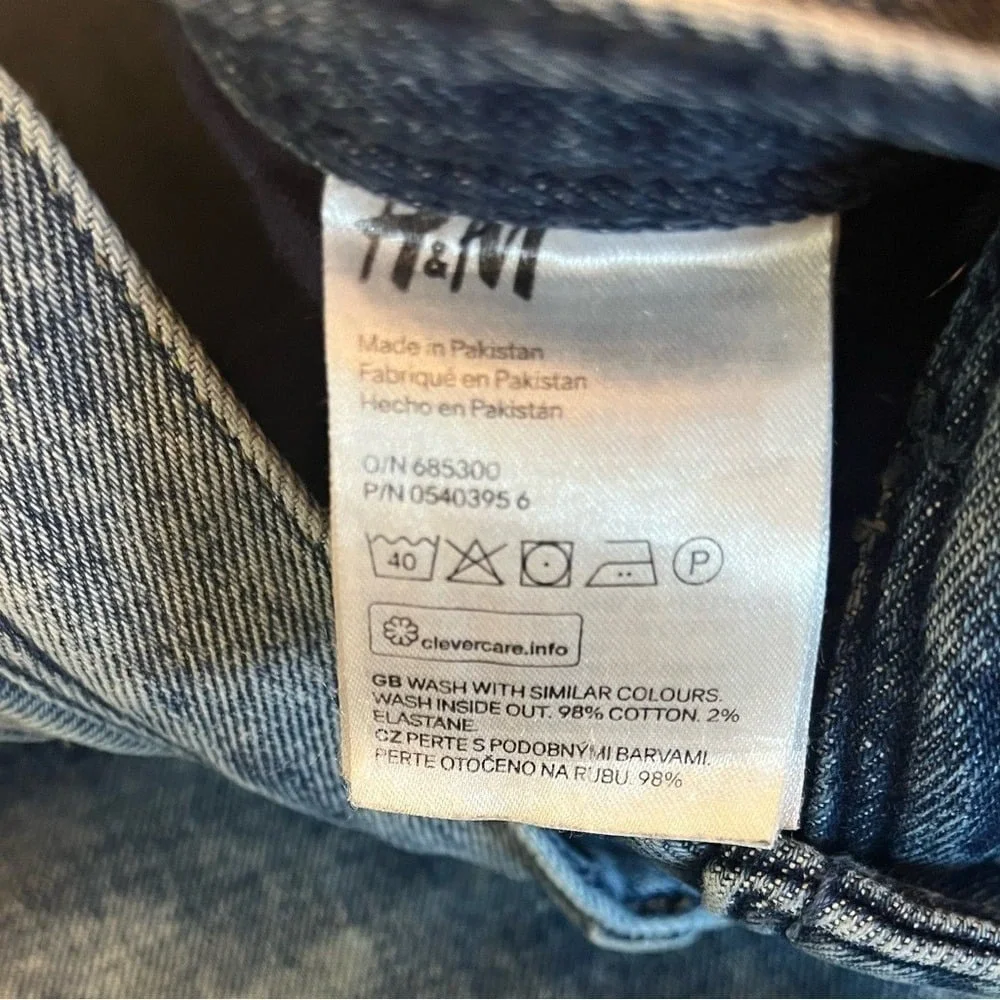 H&M
Made in Pakistan
Fabriqué en Pakistan
Hecho en Pakistán
O/N 685300
P/N 0540395 6
40
P
clevercare.info
GB WASH WITH SIMILAR COLOURS.
WASH INSIDE OUT. 98% COTTON. 2%
ELASTANE.
CZ PERTE S PODOBNÝMI BARVAMI.
PERTE OTOČENO NA RUBU. 98%